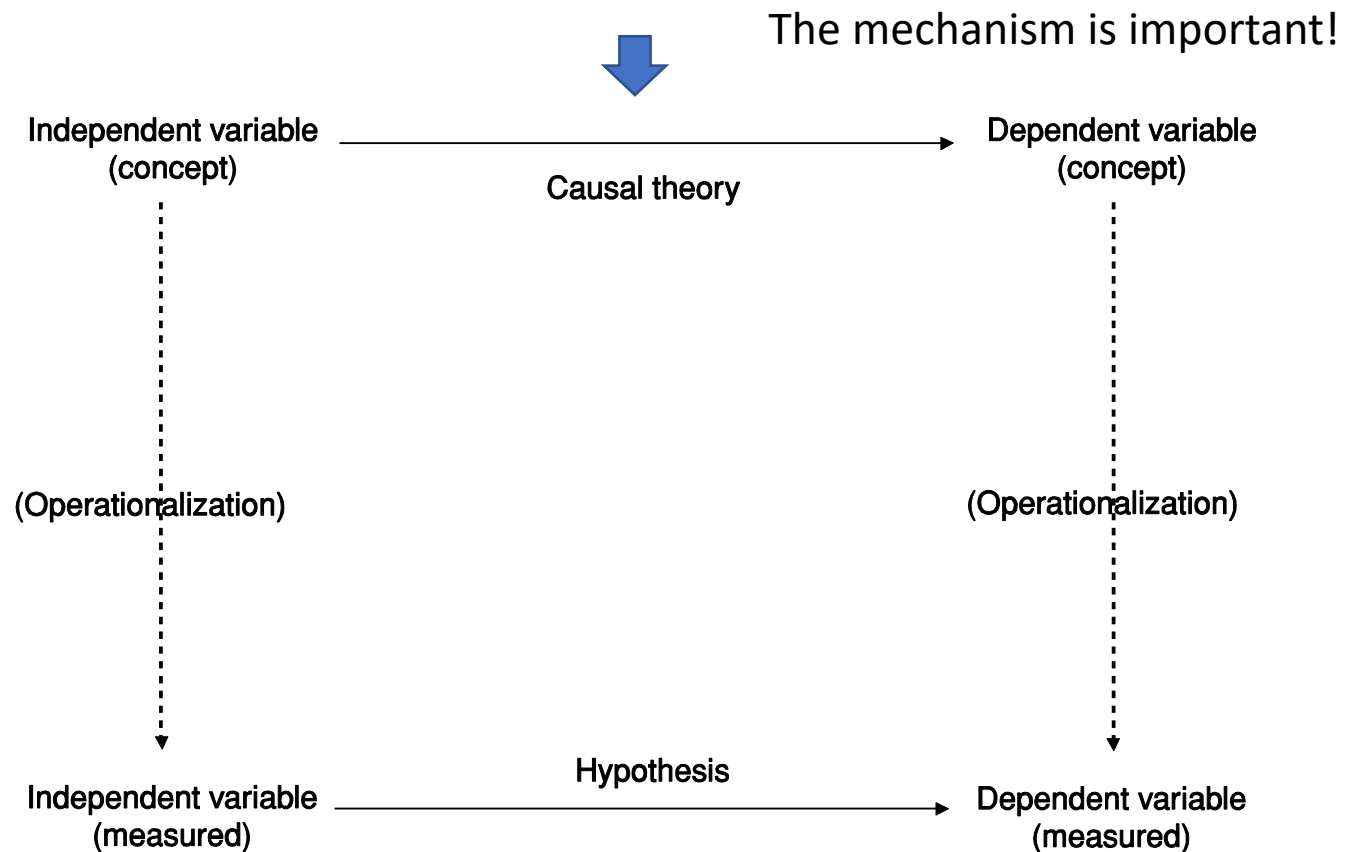 The mechanism is important!
Independent variable
(concept)
Dependent variable
(concept)
Causal theory
(Operationalization)
(Operationalization)
Hypothesis
Independent variable
(measured)
Dependent variable
(measured)